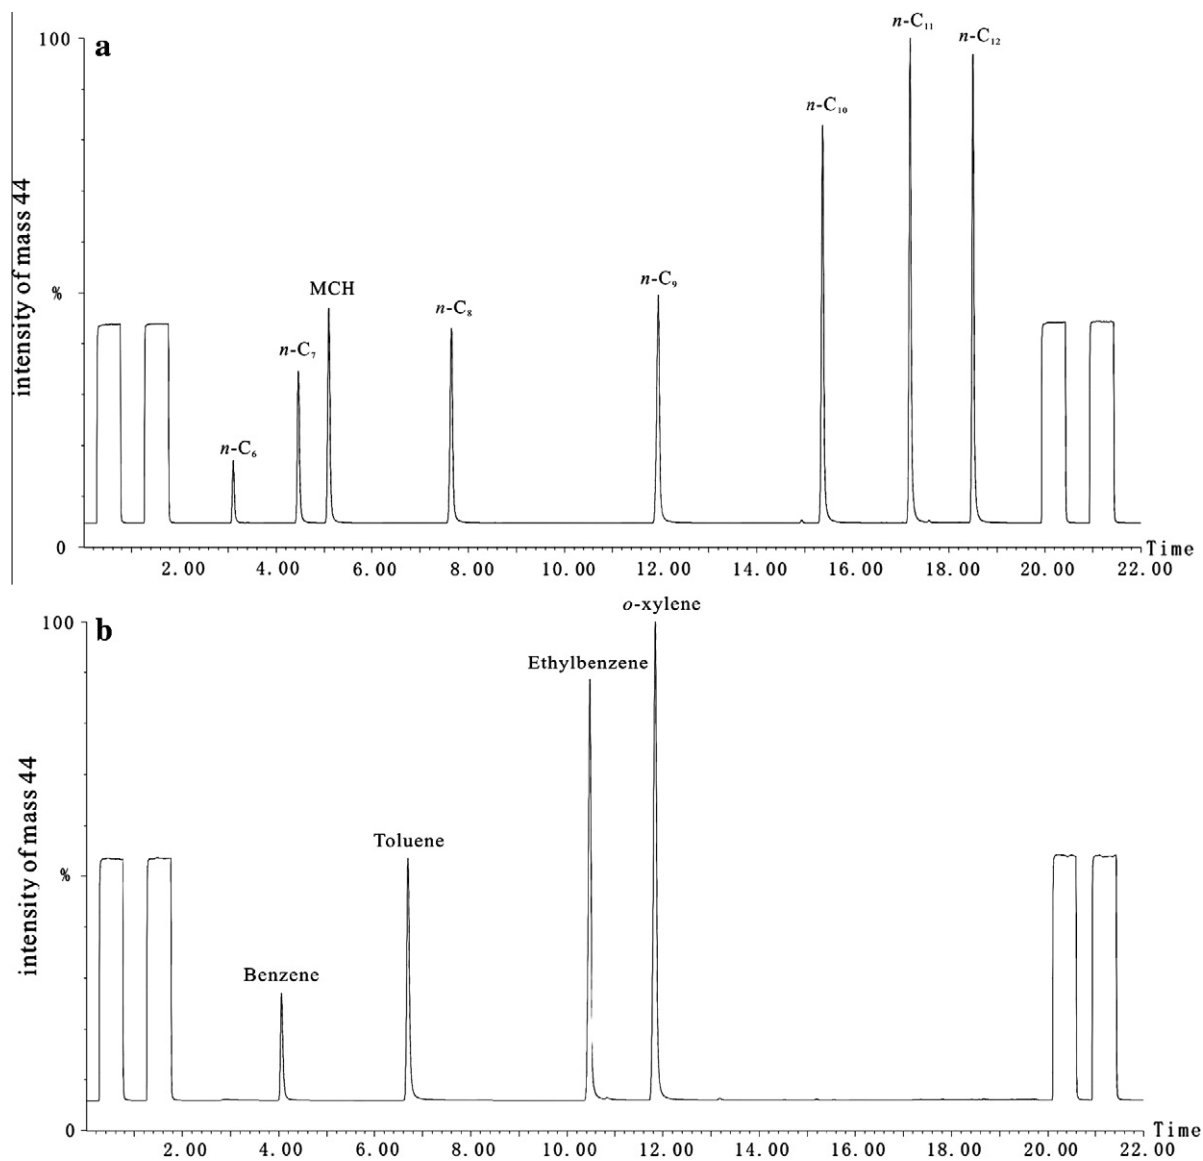 a
100
n-C₁₁
n-C₁₂
n-C₁₀
intensity of mass 44
MCH
n-C₉
%
n-C₈
n-C₇
n-C₆
0
Time
2.00 4.00 6.00 8.00 10.00 12.00 14.00 16.00 18.00 20.00 22.00
b
100
o-xylene
Ethylbenzene
intensity of mass 44
Toluene
%
Benzene
0
Time
2.00 4.00 6.00 8.00 10.00 12.00 14.00 16.00 18.00 20.00 22.00